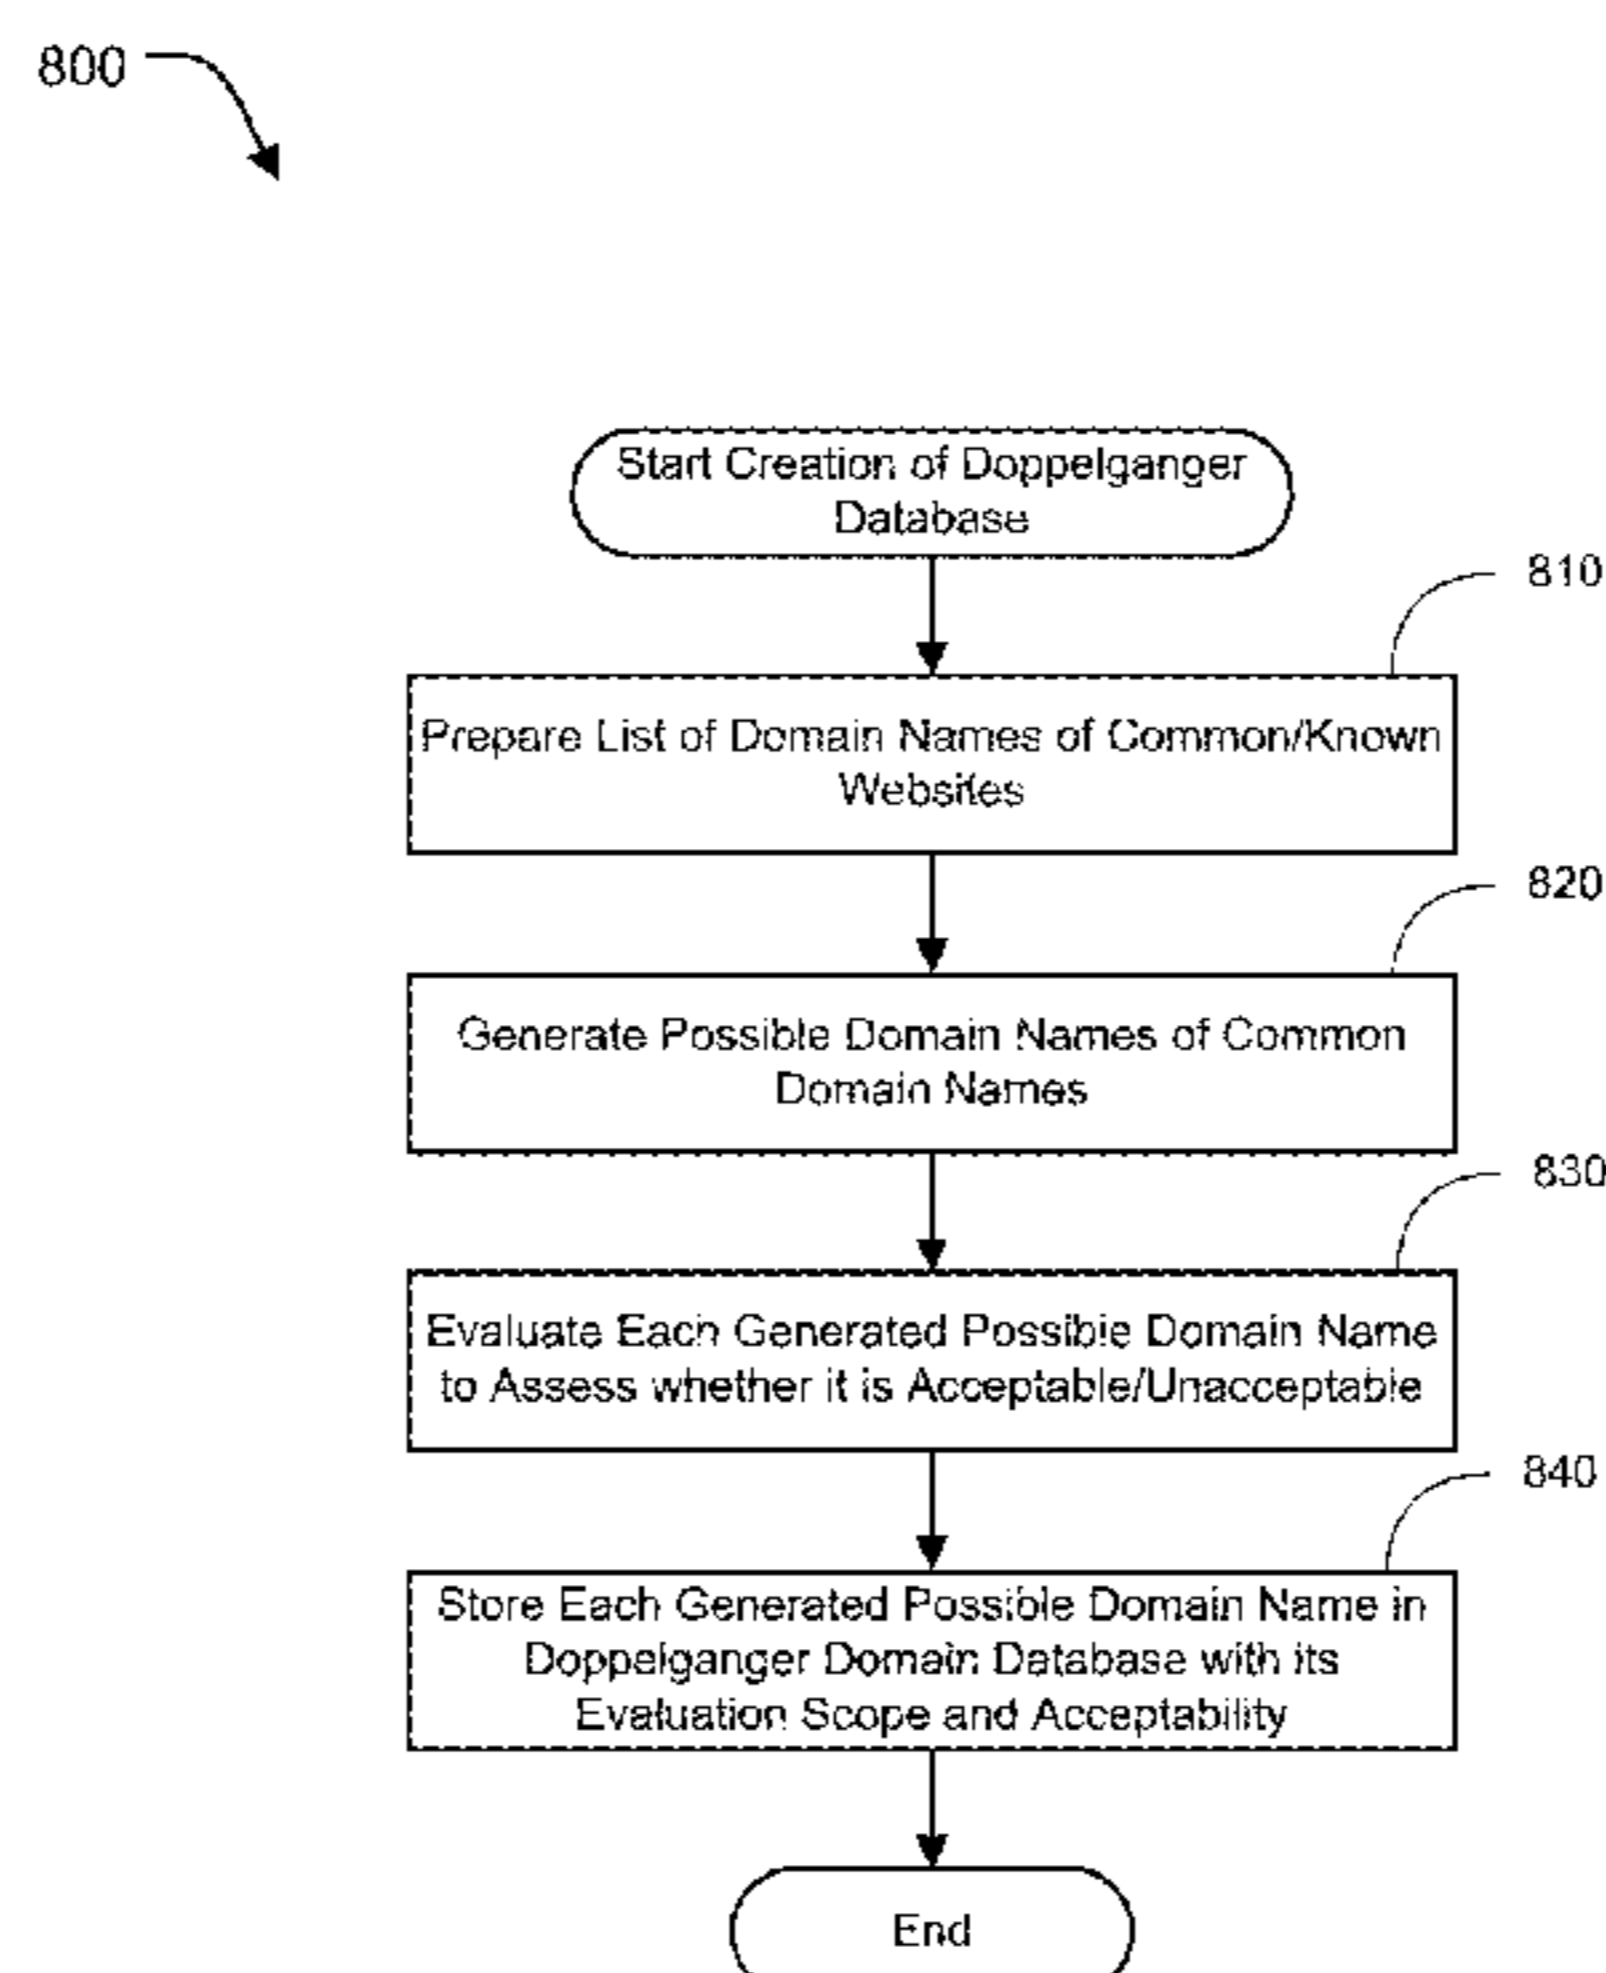 800
Start Creation of Doppelganger
Database
810
Prepare List of Domain Names of Common/Known
Websites
820
Generate Possible Domain Names of Common
Domain Names
830
Evaluate Each Generated Possible Domain Name
to Assess whether it is Acceptable/Unacceptable
840
Store Each Generated Possible Domain Name in
Doppelganger Domain Database with its
Evaluation Scope and Acceptability
End